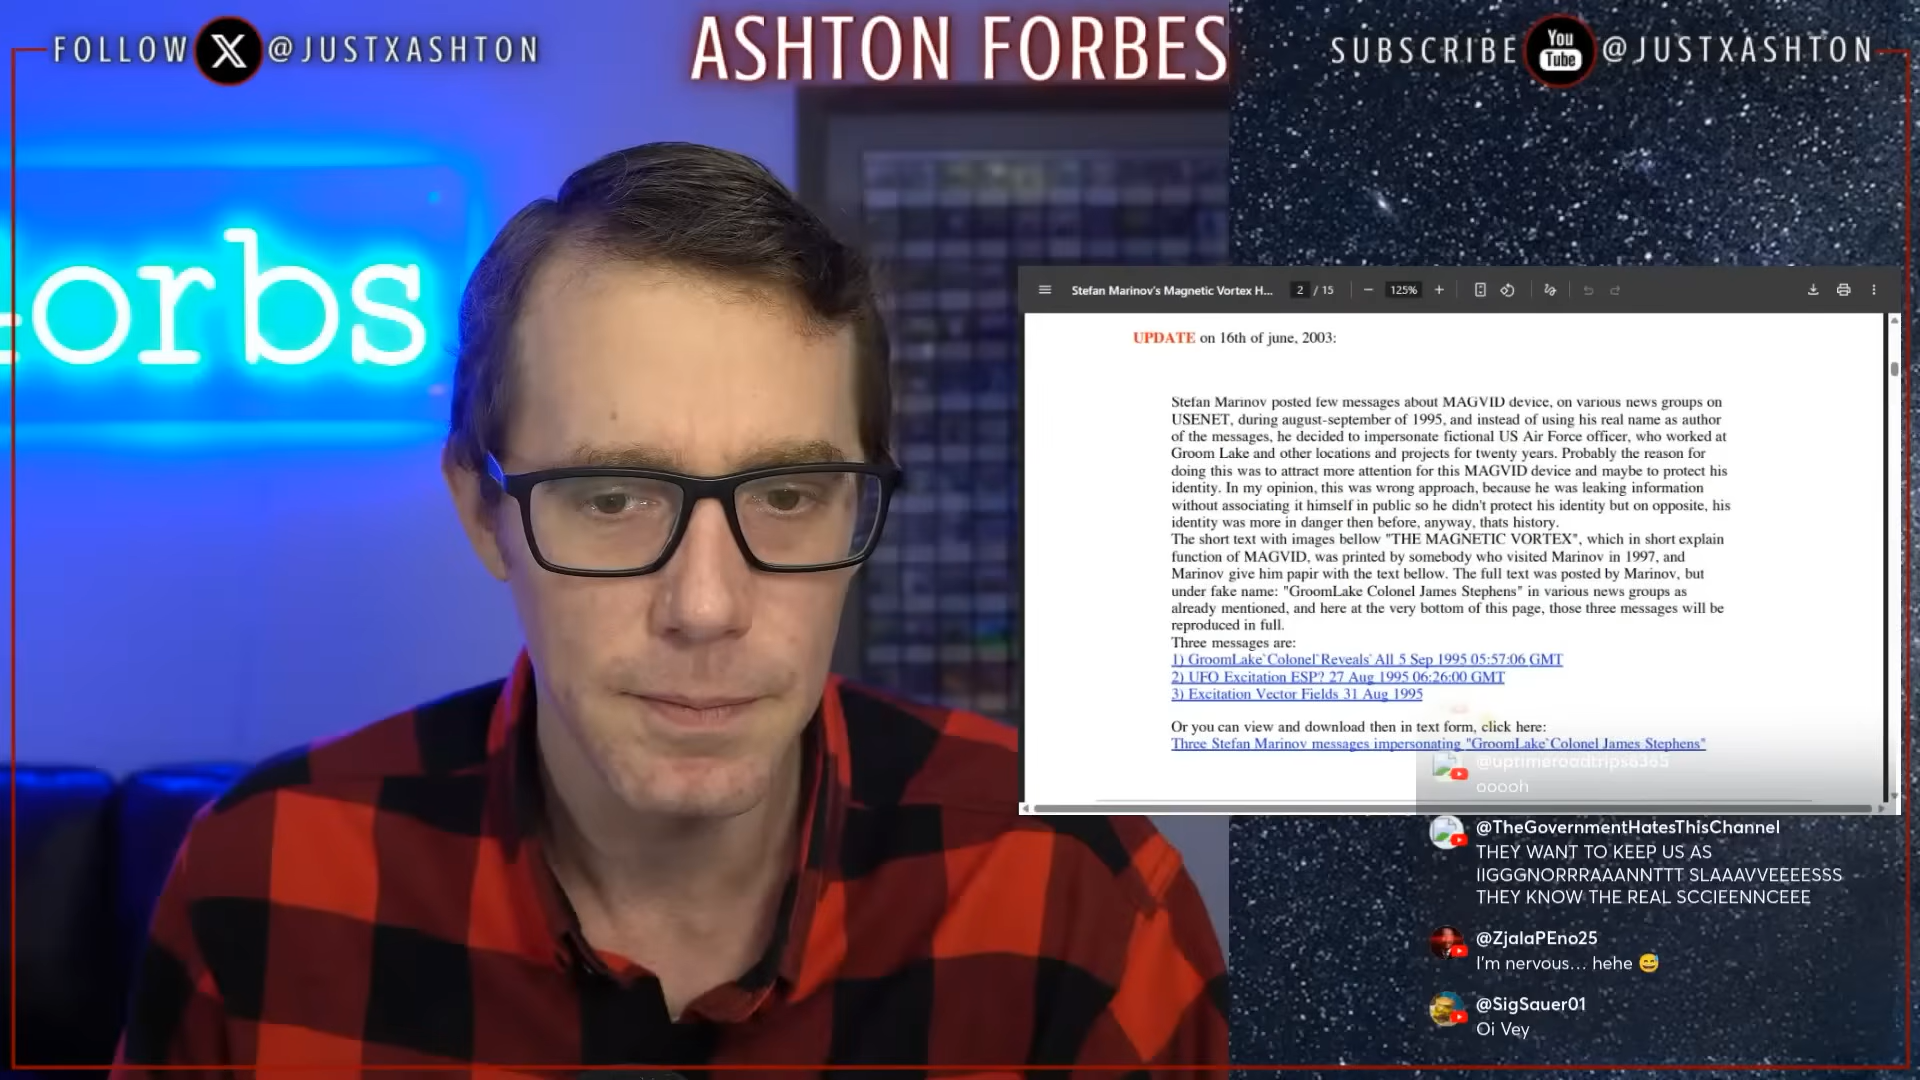 FOLLOW X @JUSTXASHTON
ASHTON FORBES
SUBSCRIBE You Tube @JUSTXASHTON
orbs
Stefan Marinov's Magnetic Vortex H... 2 / 15 125%
UPDATE on 16th of june, 2003:
Stefan Marinov posted few messages about MAGVID device, on various news groups on
USENET, during august-september of 1995, and instead of using his real name as author
of the messages, he decided to impersonate fictional US Air Force officer, who worked at
Groom Lake and other locations and projects for twenty years. Probably the reason for
doing this was to attract more attention for this MAGVID device and maybe to protect his
identity. In my opinion, this was wrong approach, because he was leaking information
without associating it himself in public so he didn't protect his identity but on opposite, his
identity was more in danger then before, anyway, thats history.
The short text with images bellow "THE MAGNETIC VORTEX", which in short explain
function of MAGVID, was printed by somebody who visited Marinov in 1997, and
Marinov give him papir with the text bellow. The full text was posted by Marinov, but
under fake name: "GroomLake Colonel James Stephens" in various news groups as
already mentioned, and here at the very bottom of this page, those three messages will be
reproduced in full.
Three messages are:
1) GroomLake`Colonel`Reveals`All 5 Sep 1995 05:57:06 GMT
2) UFO Excitation ESP? 27 Aug 1995 06:26:00 GMT
3) Excitation Vector Fields 31 Aug 1995
Or you can view and download then in text form, click here:
Three Stefan Marinov messages impersonating "GroomLake`Colonel James Stephens"
@uptimeroadtrips8365
ooooh
@TheGovernmentHatesThisChannel
THEY WANT TO KEEP US AS
IIGGGNORRRAAANNTTT SLAAAVVEEEESSS
THEY KNOW THE REAL SCCIEENNCEEE
@ZjalaPEno25
I'm nervous... hehe 😅
@SigSauer01
Oi Vey